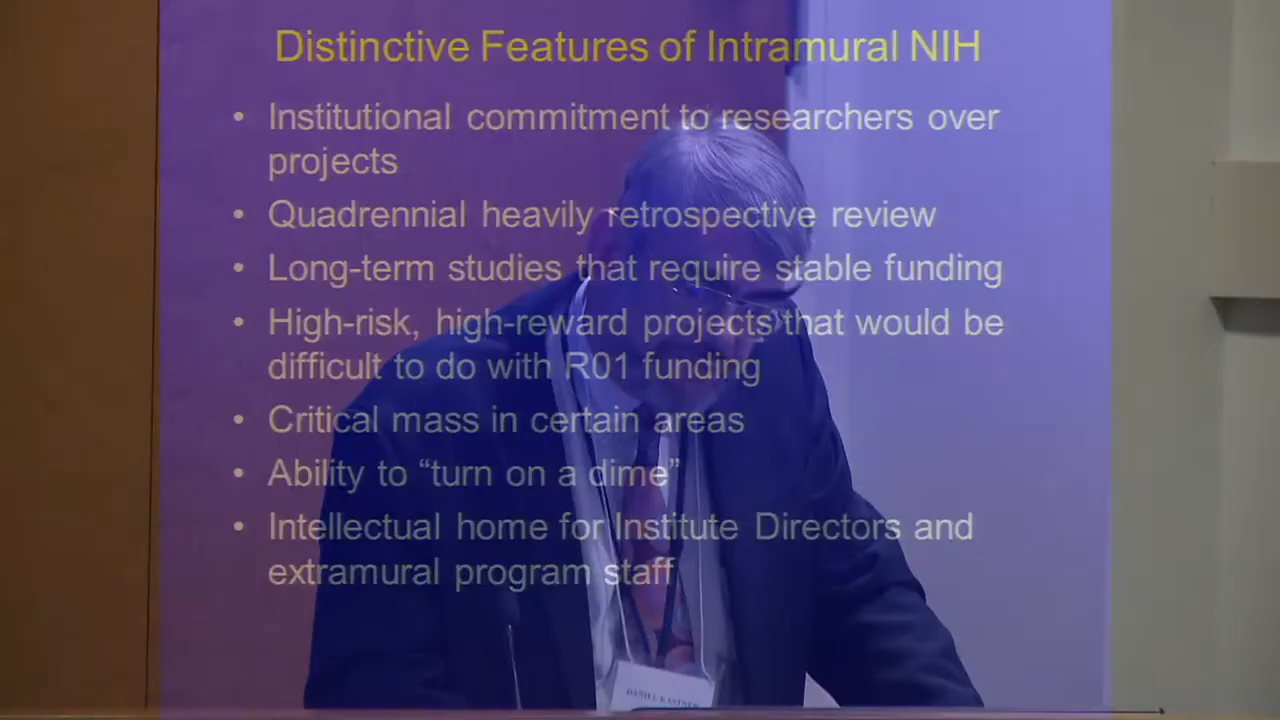 Distinctive Features of Intramural NIH
• Institutional commitment to researchers over
projects
• Quadrennial heavily retrospective review
• Long-term studies that require stable funding
• High-risk, high-reward projects that would be
difficult to do with R01 funding
• Critical mass in certain areas
• Ability to “turn on a dime”
• Intellectual home for Institute Directors and
extramural program staff
DANIEL KASTNER